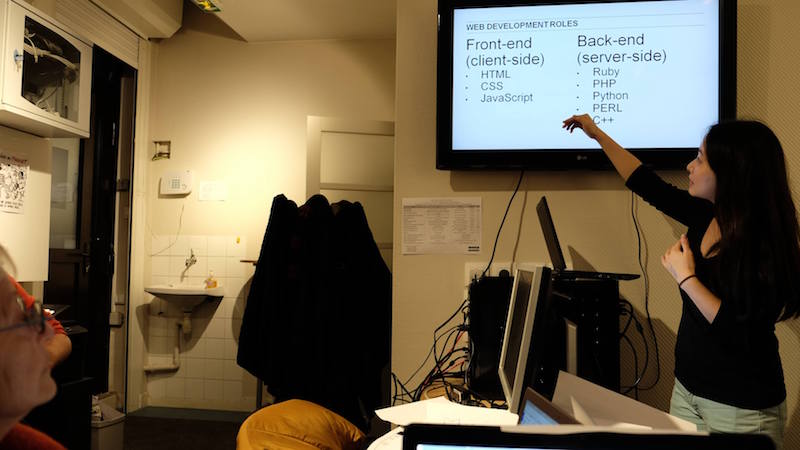 WEB DEVELOPMENT ROLES
Front-end
(client-side)
• HTML
• CSS
• JavaScript
Back-end
(server-side)
• Ruby
• PHP
• Python
• PERL
C++
LG